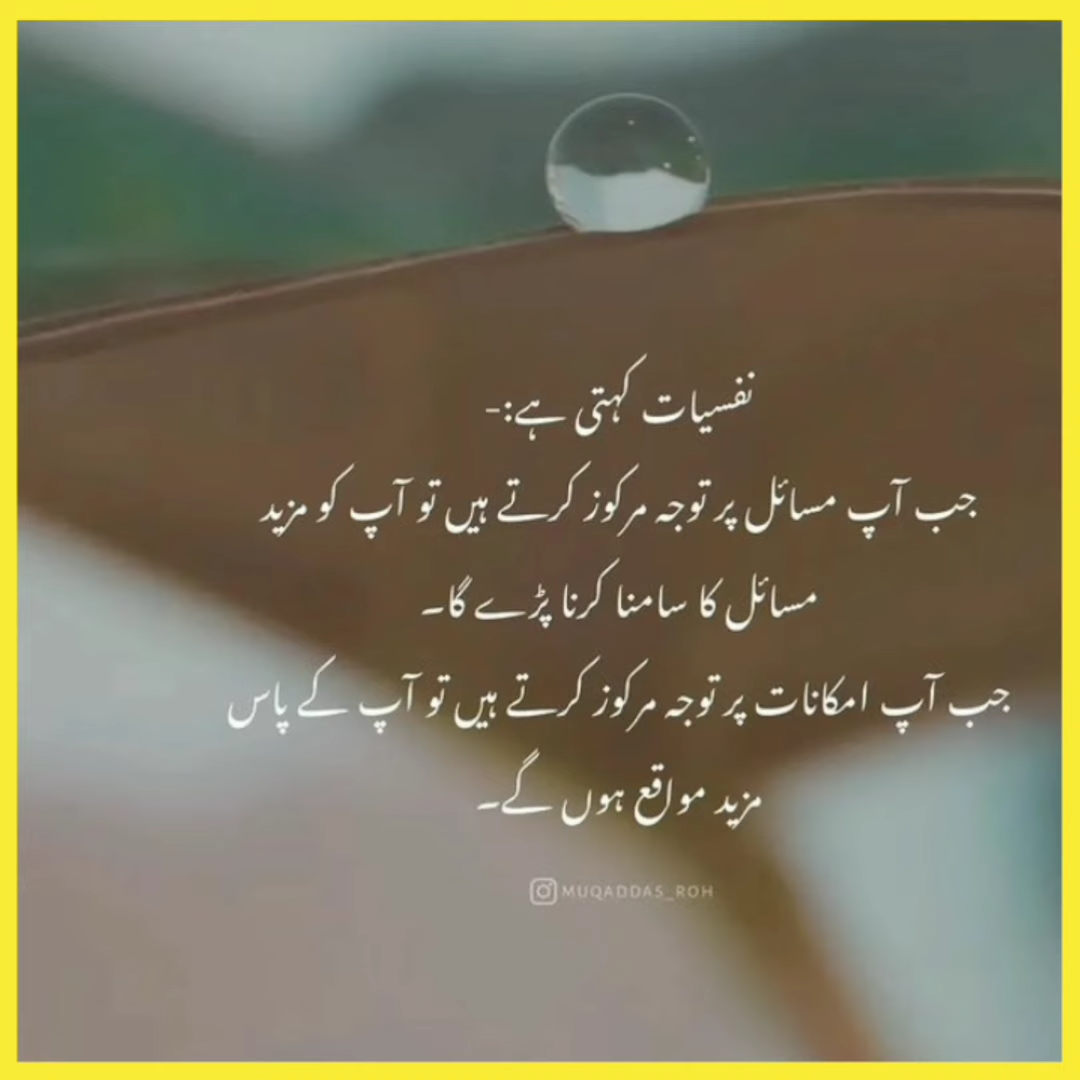 نفسیات کہتی ہے:-
جب آپ مسائل پر توجہ مرکوز کرتے ہیں تو آپ کو مزید
مسائل کا سامنا کرنا پڑے گا۔
جب آپ امکانات پر توجہ مرکوز کرتے ہیں تو آپ کے پاس
مزید مواقع ہوں گے۔
MUQADDAS_ROH